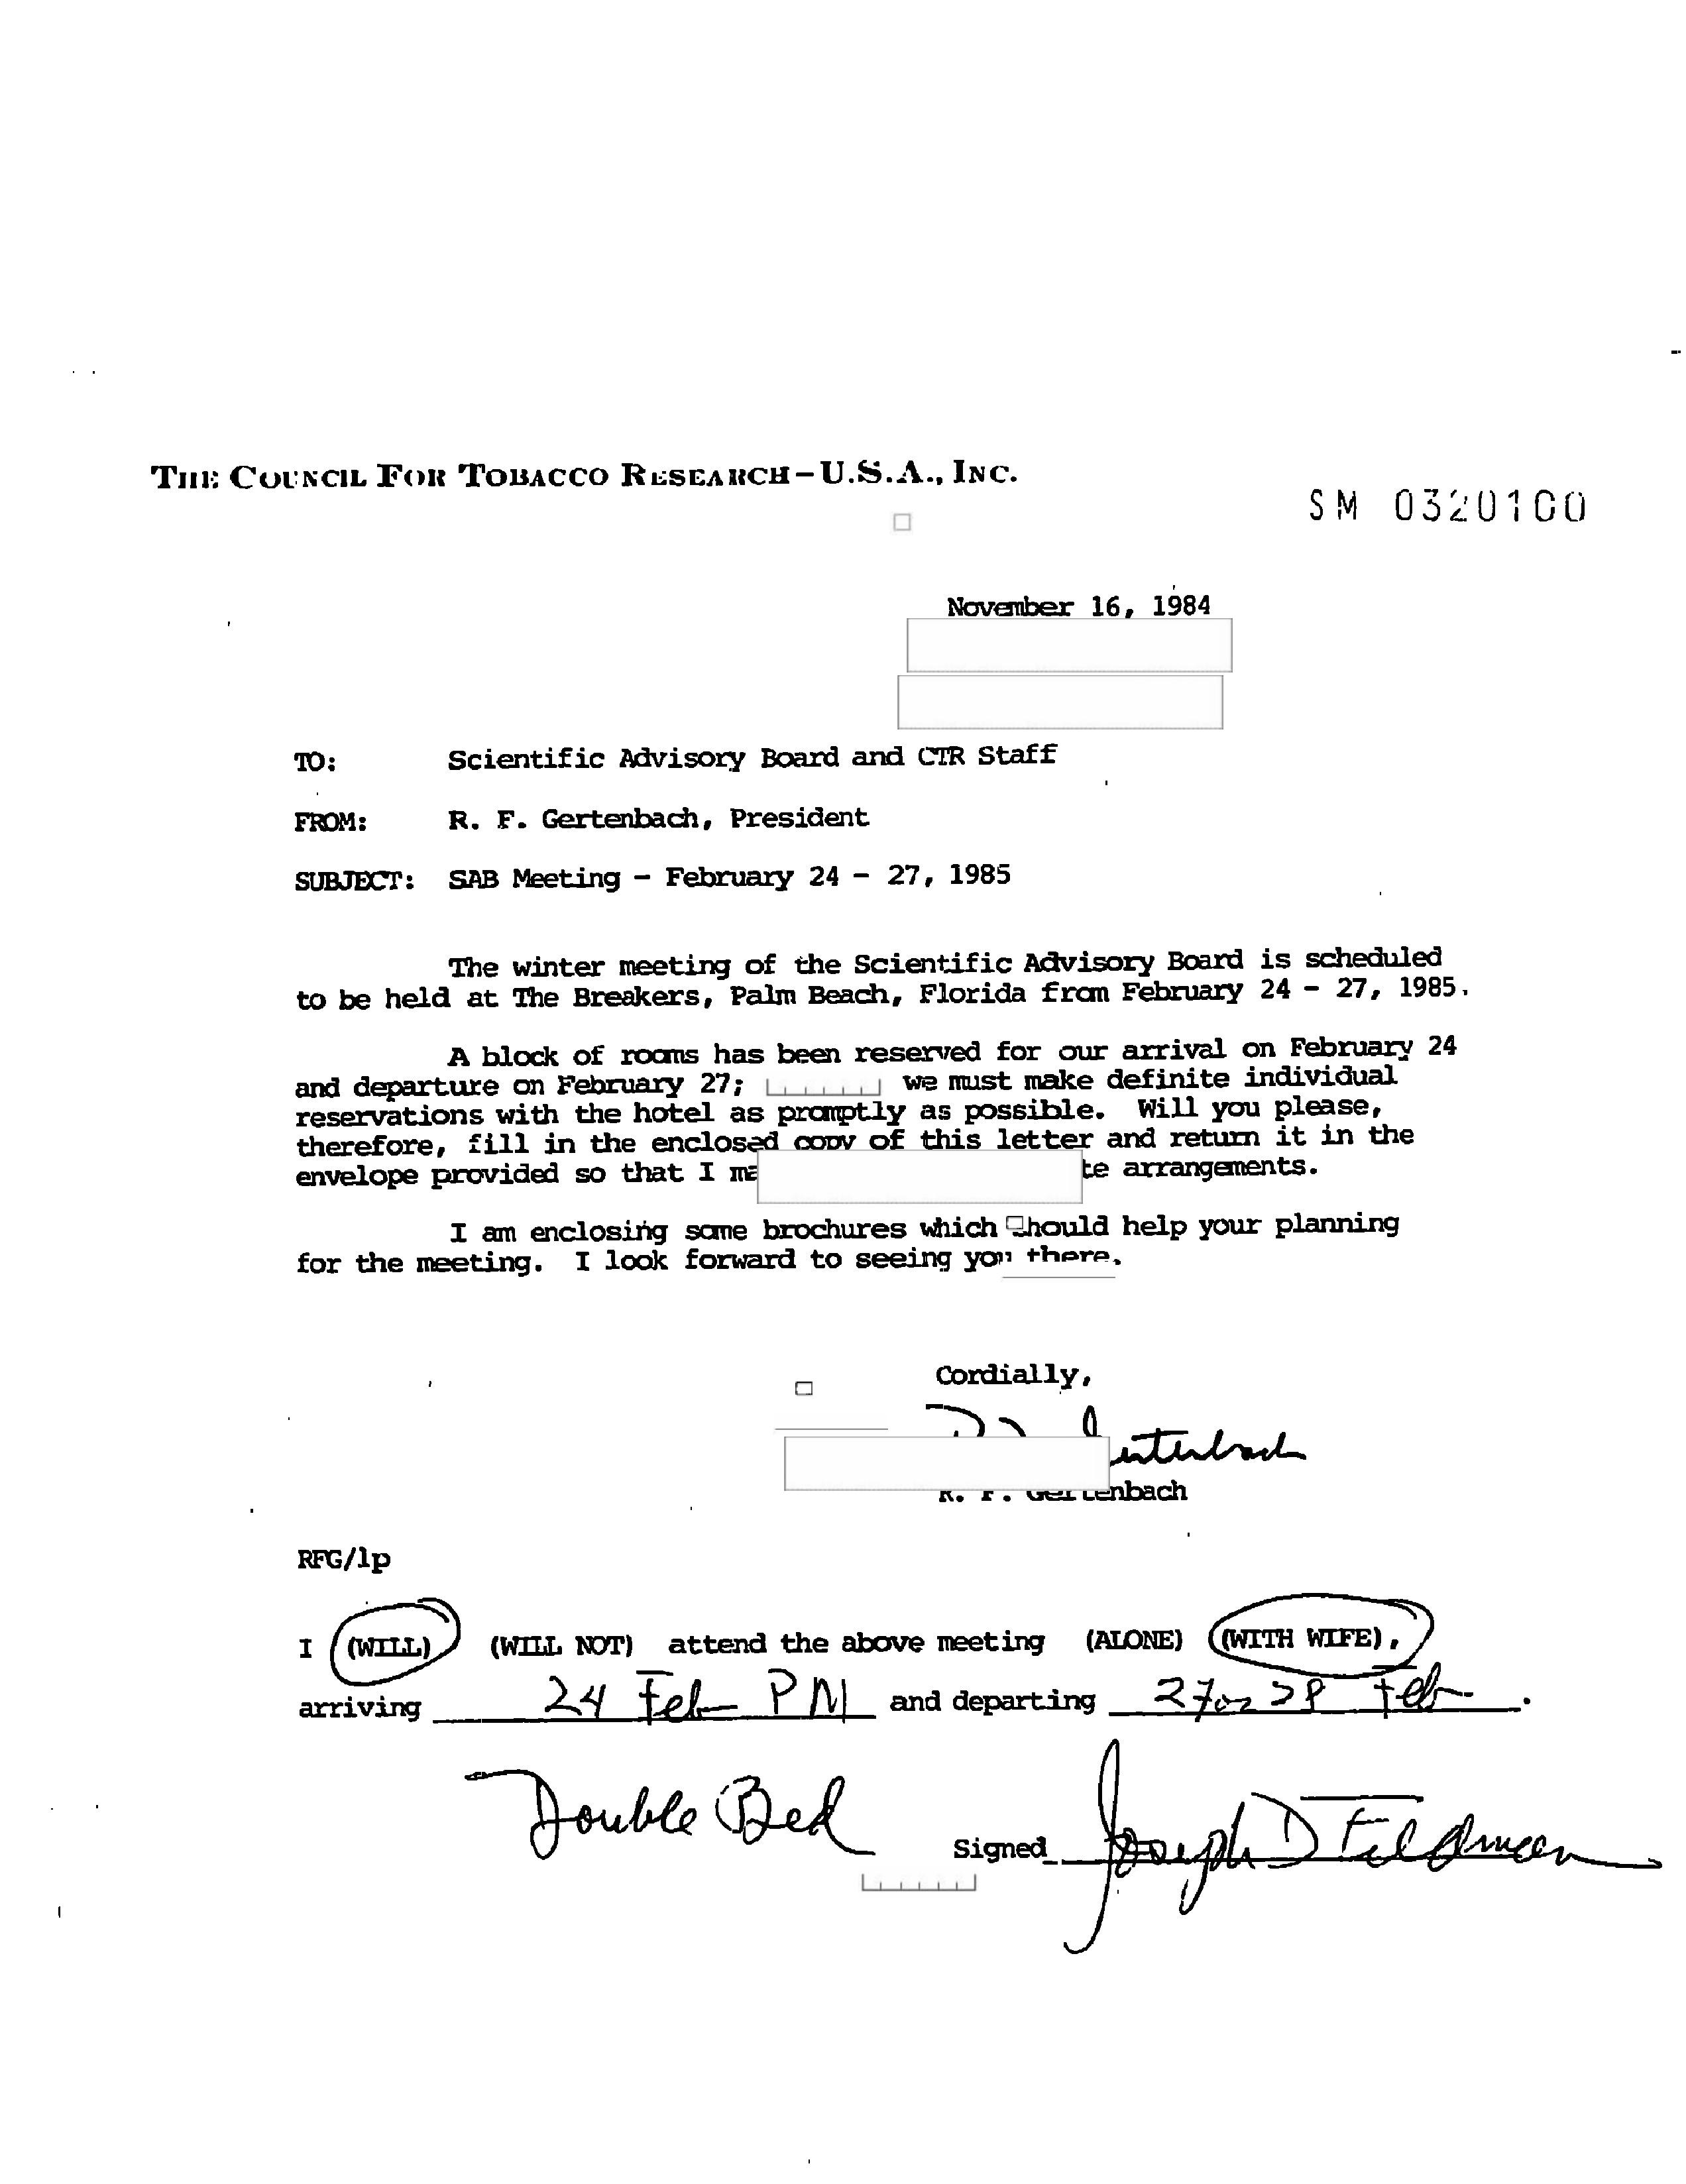 THE COUNCIL FOR TOBACCO RESEARCH-U.S.A., INC.
SM 0320100
November 16, 1984
TO: Scientific Advisory Board and CTR Staff
FROM: R. F. Gertenbach, President
SUBJECT: SAB Meeting - February 24 - 27, 1985
The winter meeting of the Scientific Advisory Board is scheduled
to be held at The Breakers, Palm Beach, Florida from February 24 - 27, 1985.
A block of rooms has been reserved for our arrival on February 24
and departure on February 27; we must make definite individual
reservations with the hotel as promptly as possible. Will you please,
therefore, fill in the enclosed copy of this letter and return it in the
envelope provided so that I arrangements.
I am enclosing some brochures which should help your planning
for the meeting. I look forward to seeing you there.
Cordially,
R. F. Gertenbach
RFG/lp
I (WILL) (WILL NOT) attend the above meeting (ALONE) (WITH WIFE),
arriving 24 Feb PM and departing 27 or 28 Feb.
Double Bed
Signed Joseph D Feldman